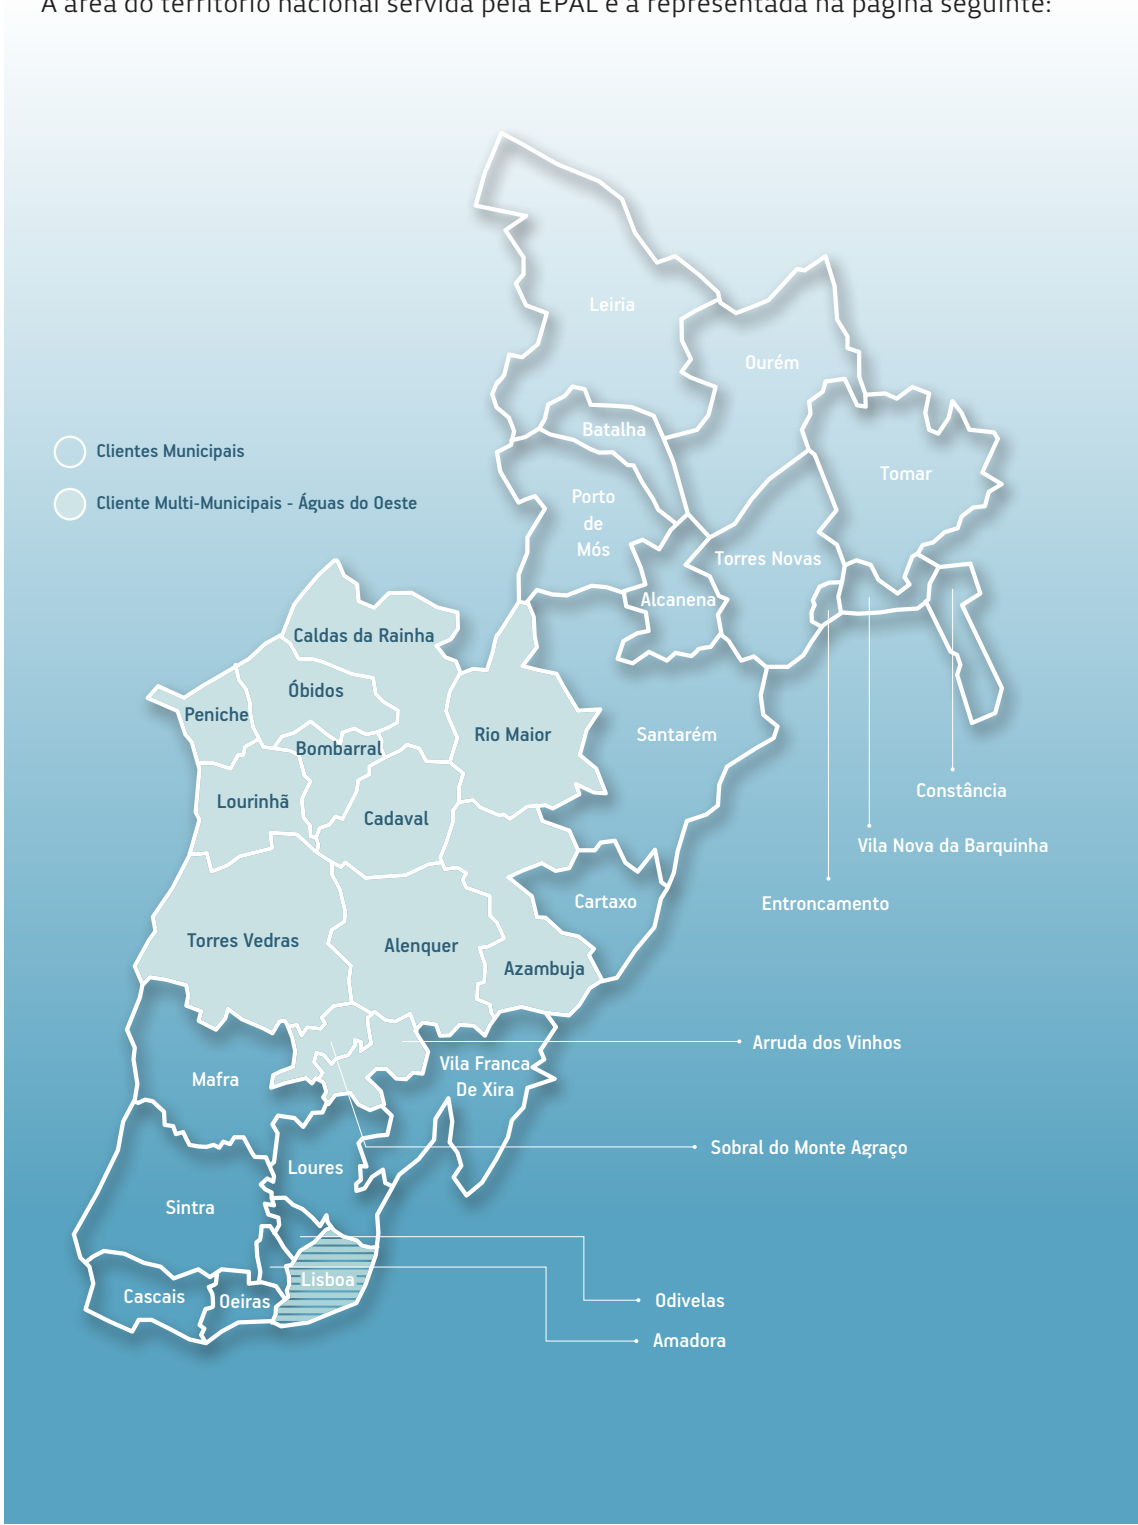 A área do território nacional servida pela EPAL é a representada na página seguinte:
Leiria
Ourém
Batalha
Clientes Municipais
Tomar
Cliente Multi-Municipais - Águas do Oeste
Porto
de
Mós
Torres Novas
Alcanena
Caldas da Rainha
Óbidos
Peniche
Rio Maior
Santarém
Bombarral
Constância
Lourinhã
Cadaval
Vila Nova da Barquinha
Cartaxo
Entroncamento
Torres Vedras
Alenquer
Azambuja
Arruda dos Vinhos
Vila Franca
De Xira
Mafra
Sobral do Monte Agraço
Loures
Sintra
Lisboa
Cascais
Oeiras
Odivelas
Amadora